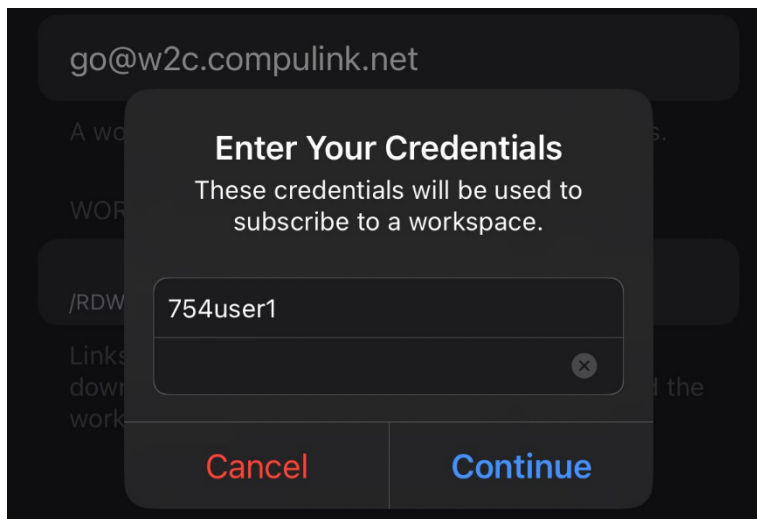 go@w2c.compulink.net
A wo
s.
Enter Your Credentials
These credentials will be used to
subscribe to a workspace.
WOR
/RDW
754user1
Links
down
d the
work
Cancel
Continue